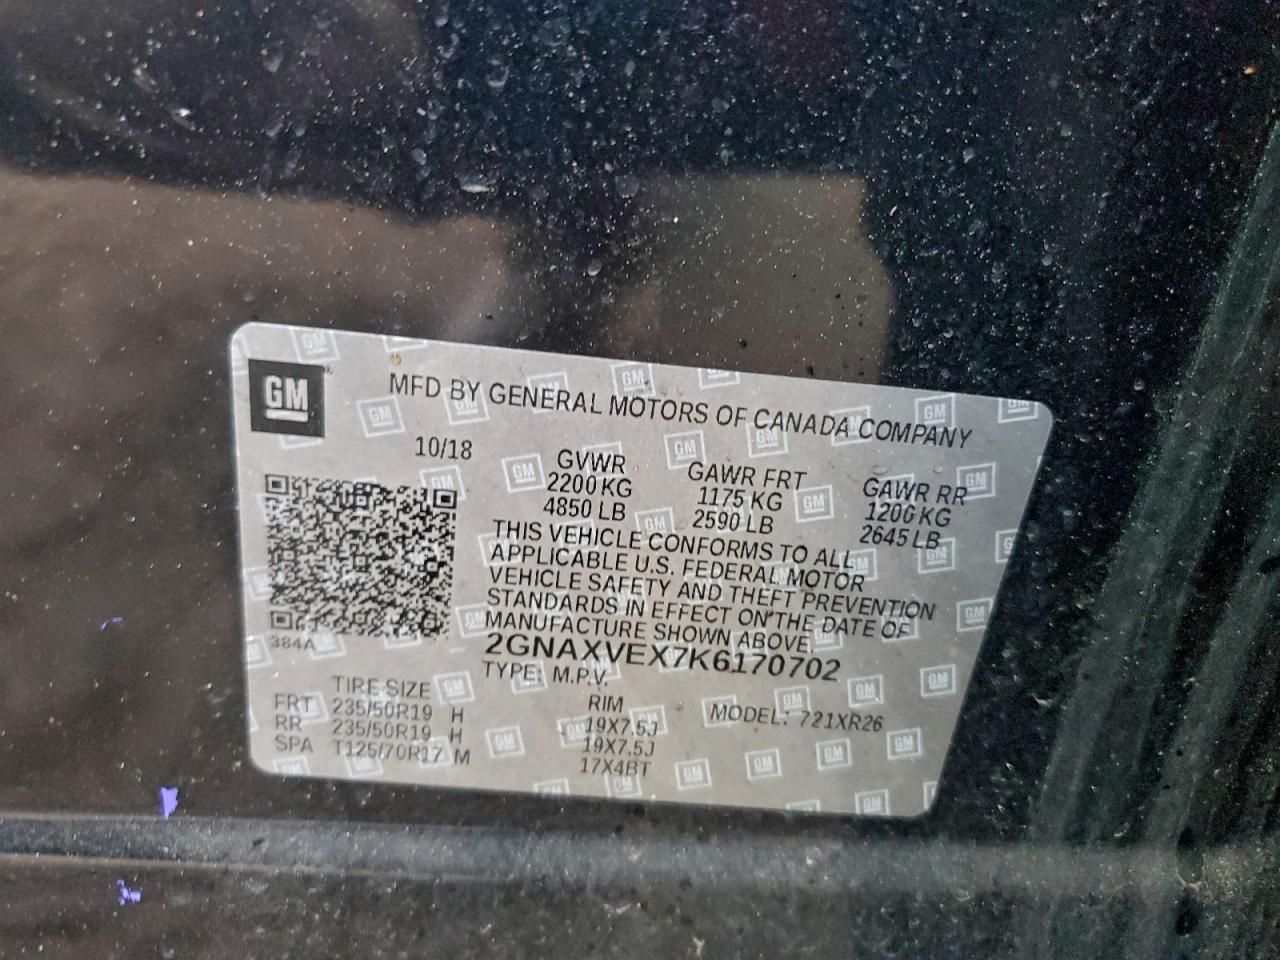 GM
MFD BY GENERAL MOTORS OF CANADA COMPANY
10/18
GVWR GAWR FRT GAWR RR
2200 KG 1175 KG 1200 KG
4850 LB 2590 LB 2645 LB
THIS VEHICLE CONFORMS TO ALL
APPLICABLE U.S. FEDERAL MOTOR
VEHICLE SAFETY AND THEFT PREVENTION
STANDARDS IN EFFECT ON THE DATE OF
MANUFACTURE SHOWN ABOVE.
384A
2GNAXVEX7K6170702
TYPE: M.P.V.
TIRE SIZE RIM MODEL: 721XR26
FRT 235/50R19 H 19X7.5J
RR 235/50R19 H 19X7.5J
SPA T125/70R17 M 17X4BT